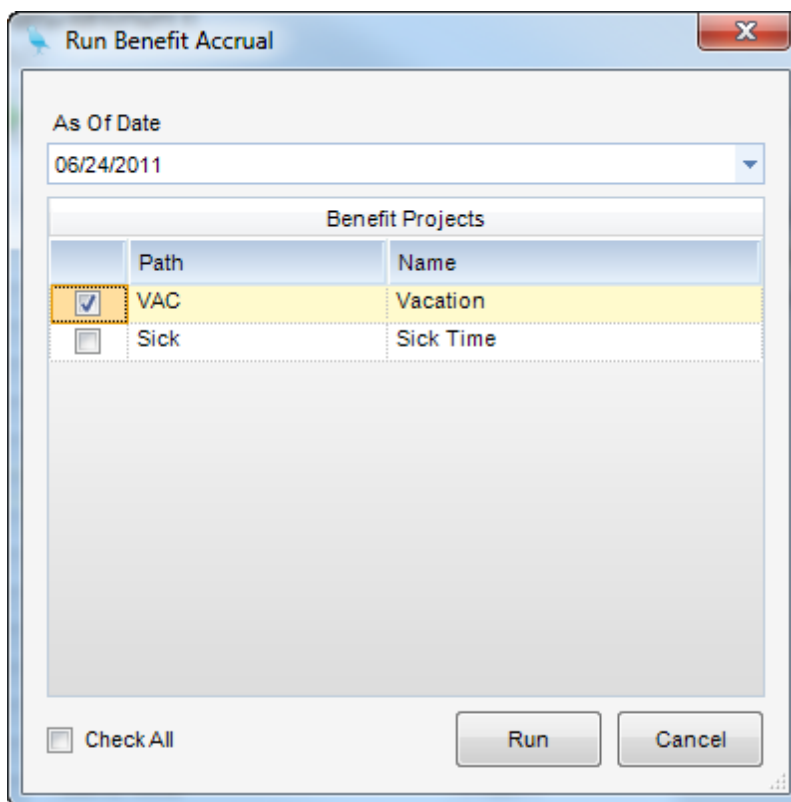 Run Benefit Accrual
As Of Date
06/24/2011
Benefit Projects
Path Name
VAC Vacation
Sick Sick Time
Check All Run Cancel